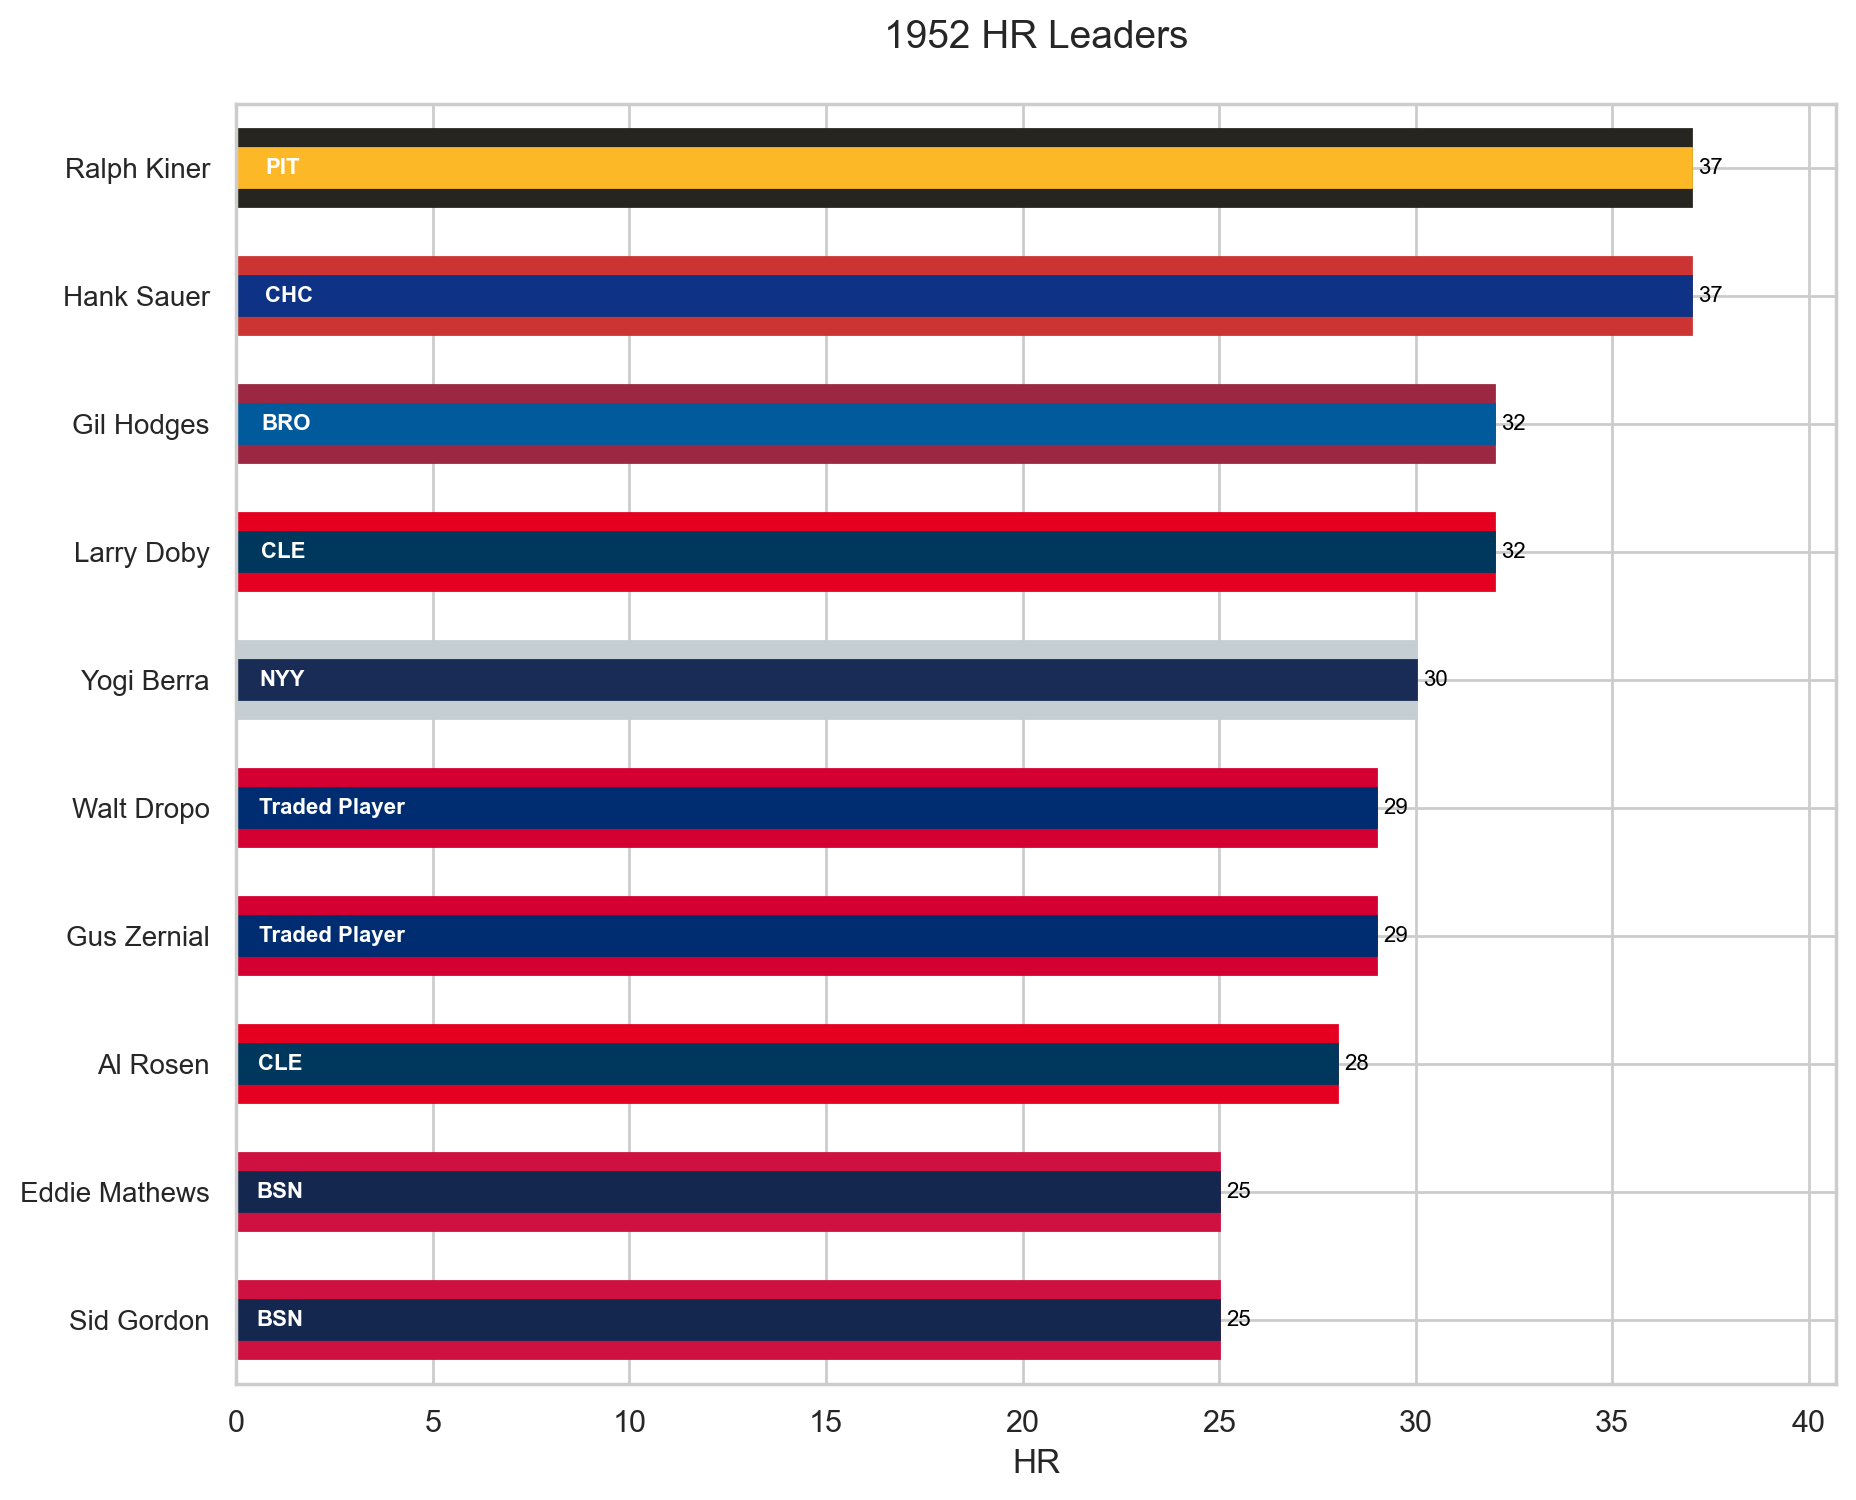 1952 HR Leaders
Ralph Kiner PIT 37
Hank Sauer CHC 37
Gil Hodges BRO 32
Larry Doby CLE 32
Yogi Berra NYY 30
Walt Dropo Traded Player 29
Gus Zernial Traded Player 29
Al Rosen CLE 28
Eddie Mathews BSN 25
Sid Gordon BSN 25
0 5 10 15 20 25 30 35 40
HR